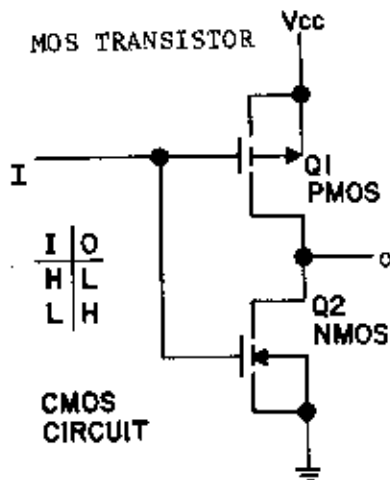 MOS TRANSISTOR
Vcc
I
Q1
PMOS
I O
H L
L H
O
Q2
NMOS
CMOS
CIRCUIT